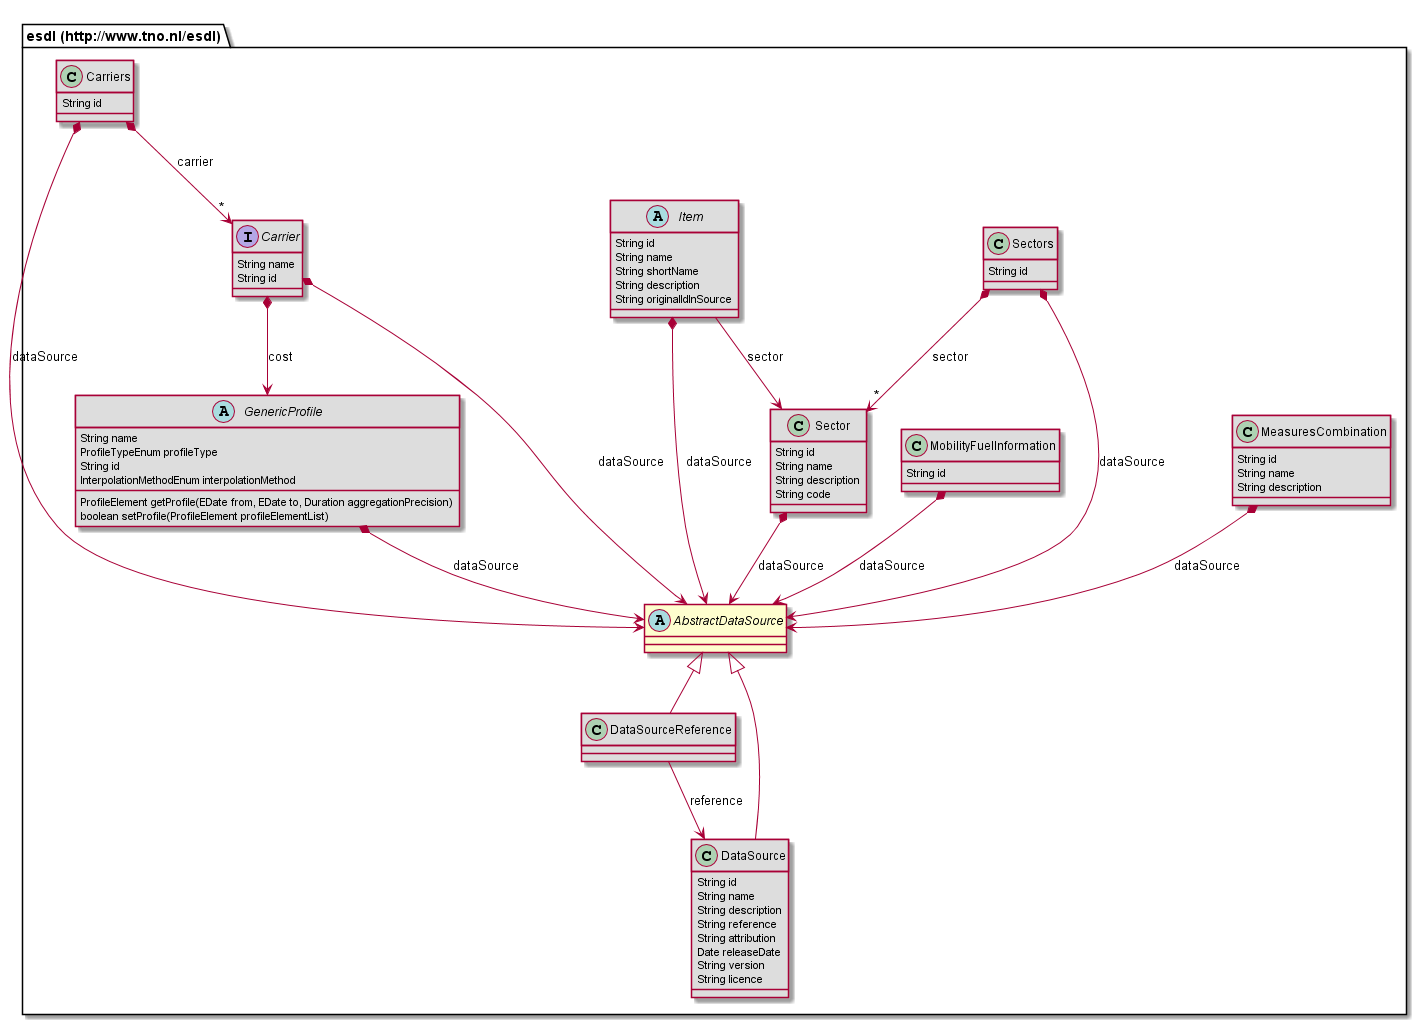 esdl (http://www.tno.nl/esdl)
C Carriers
String id
carrier
*
A Item
String id
String name
String shortName
String description
String originalIdInSource
I Carrier
String name
String id
C Sectors
String id
dataSource
cost
sector
sector
*
A GenericProfile
String name
ProfileTypeEnum profileType
String id
InterpolationMethodEnum interpolationMethod
ProfileElement getProfile(EDate from, EDate to, Duration aggregationPrecision)
boolean setProfile(ProfileElement profileElementList)
dataSource
dataSource
C Sector
String id
String name
String description
String code
C MobilityFuelInformation
String id
dataSource
C MeasuresCombination
String id
String name
String description
dataSource
dataSource
dataSource
dataSource
A AbstractDataSource
C DataSourceReference
reference
C DataSource
String id
String name
String description
String reference
String attribution
Date releaseDate
String version
String licence